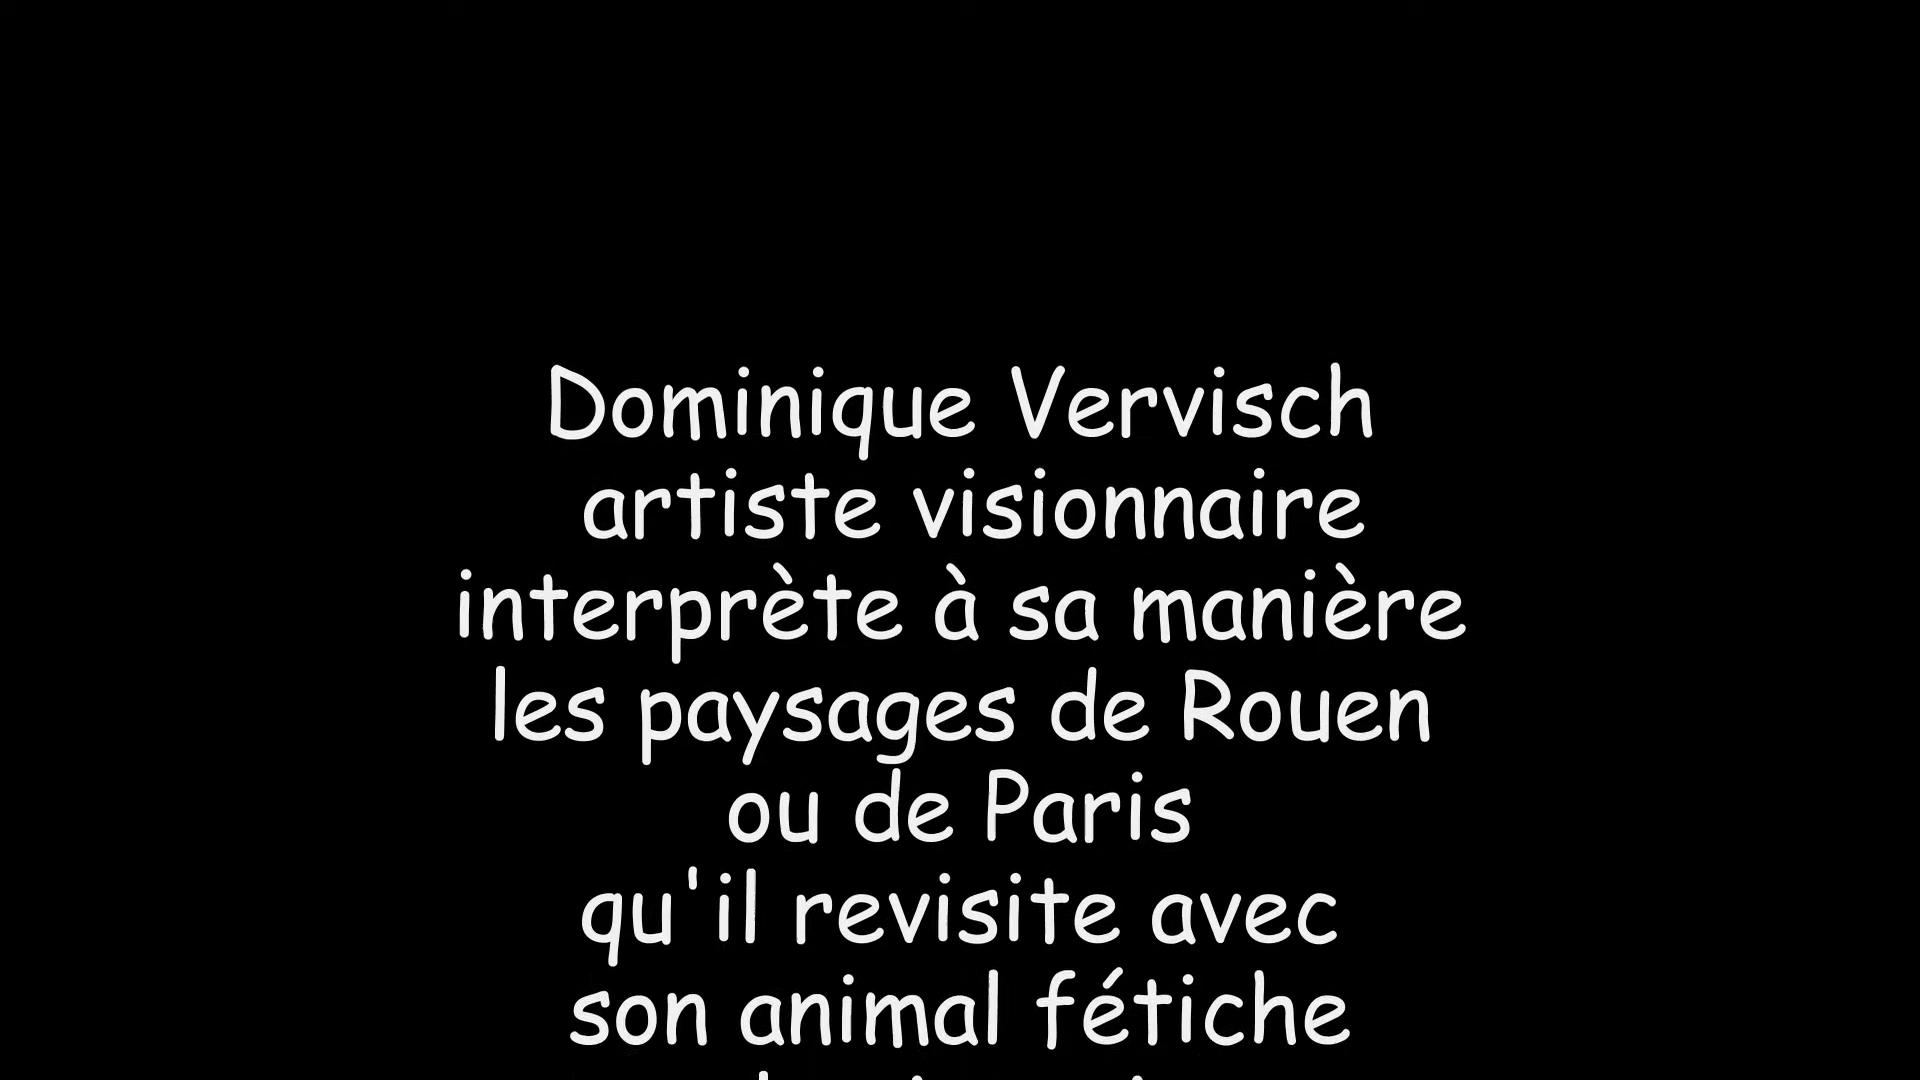 Dominique Vervisch
artiste visionnaire
interprète à sa manière
les paysages de Rouen
ou de Paris
qu'il revisite avec
son animal fétiche